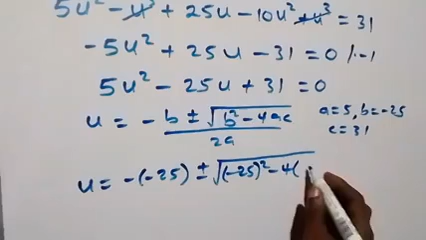 5u² - u³ + 25u - 10u² + u³ = 31
-5u² + 25u - 31 = 0 /·-1
5u² - 25u + 31 = 0
u = -b ± √b² - 4ac / 2a
a = 5, b = -25
c = 31
u = -(-25) ± √(-25)² - 4(